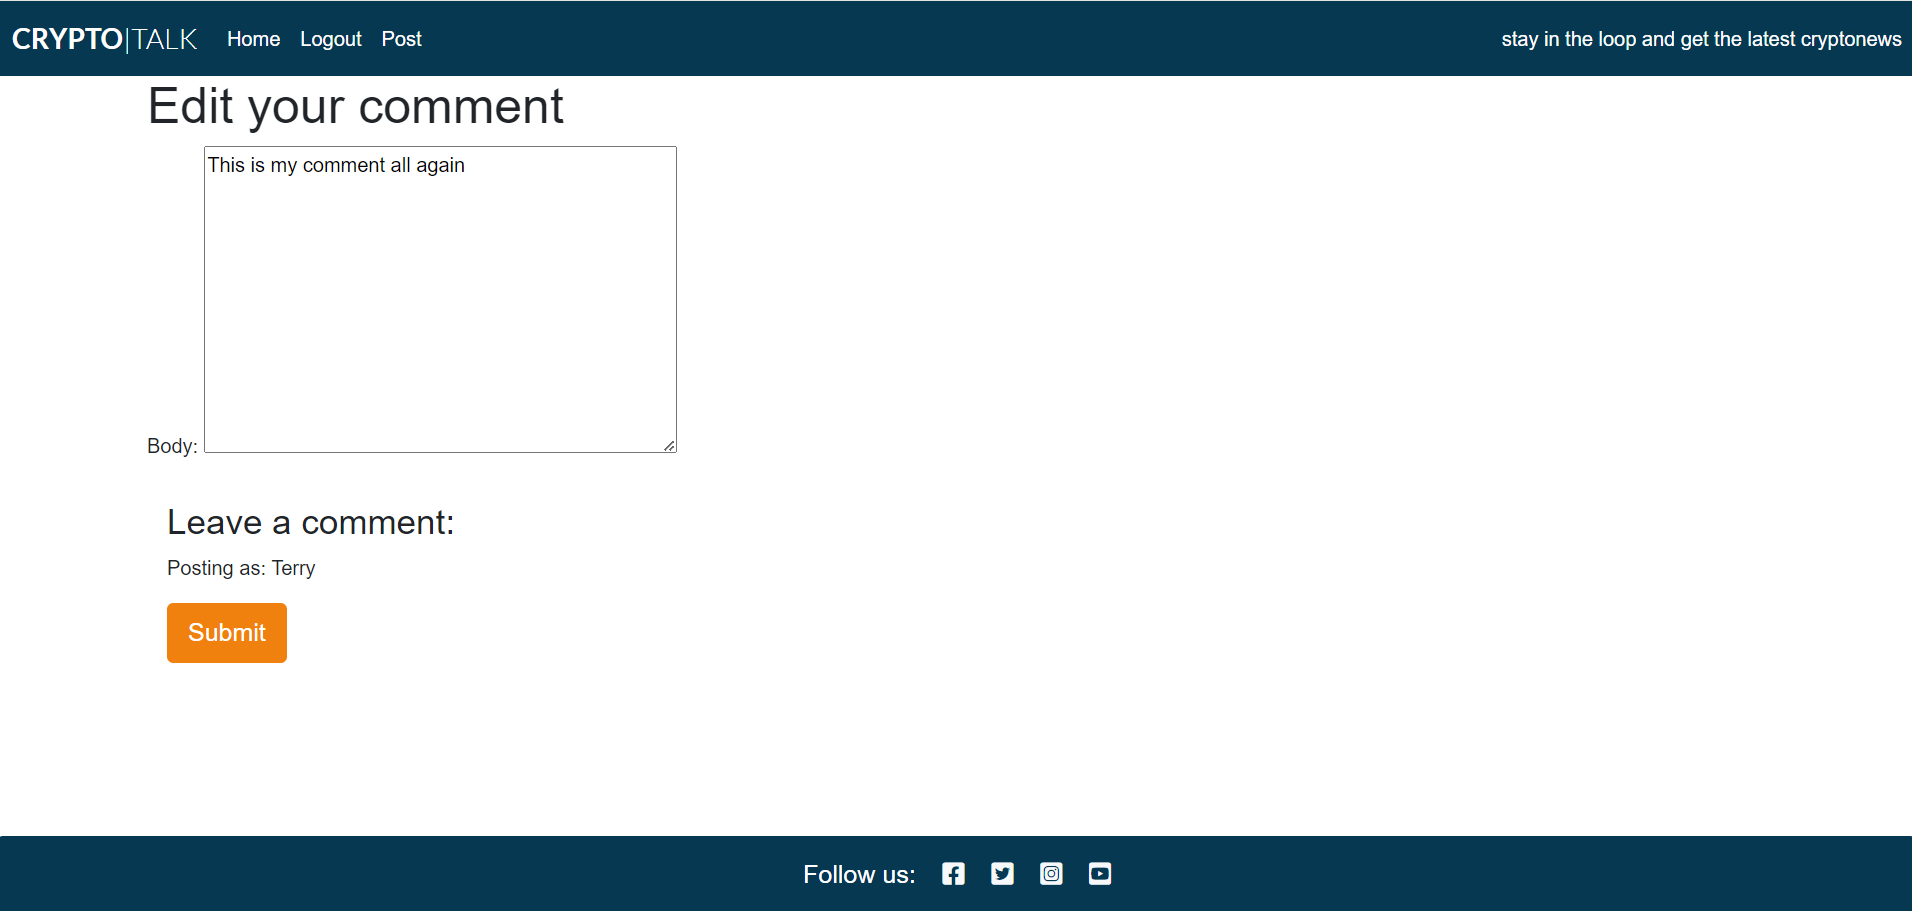 CRYPTO|TALK Home Logout Post stay in the loop and get the latest cryptonews
Edit your comment
This is my comment all again
Body:
Leave a comment:
Posting as: Terry
Submit
Follow us: